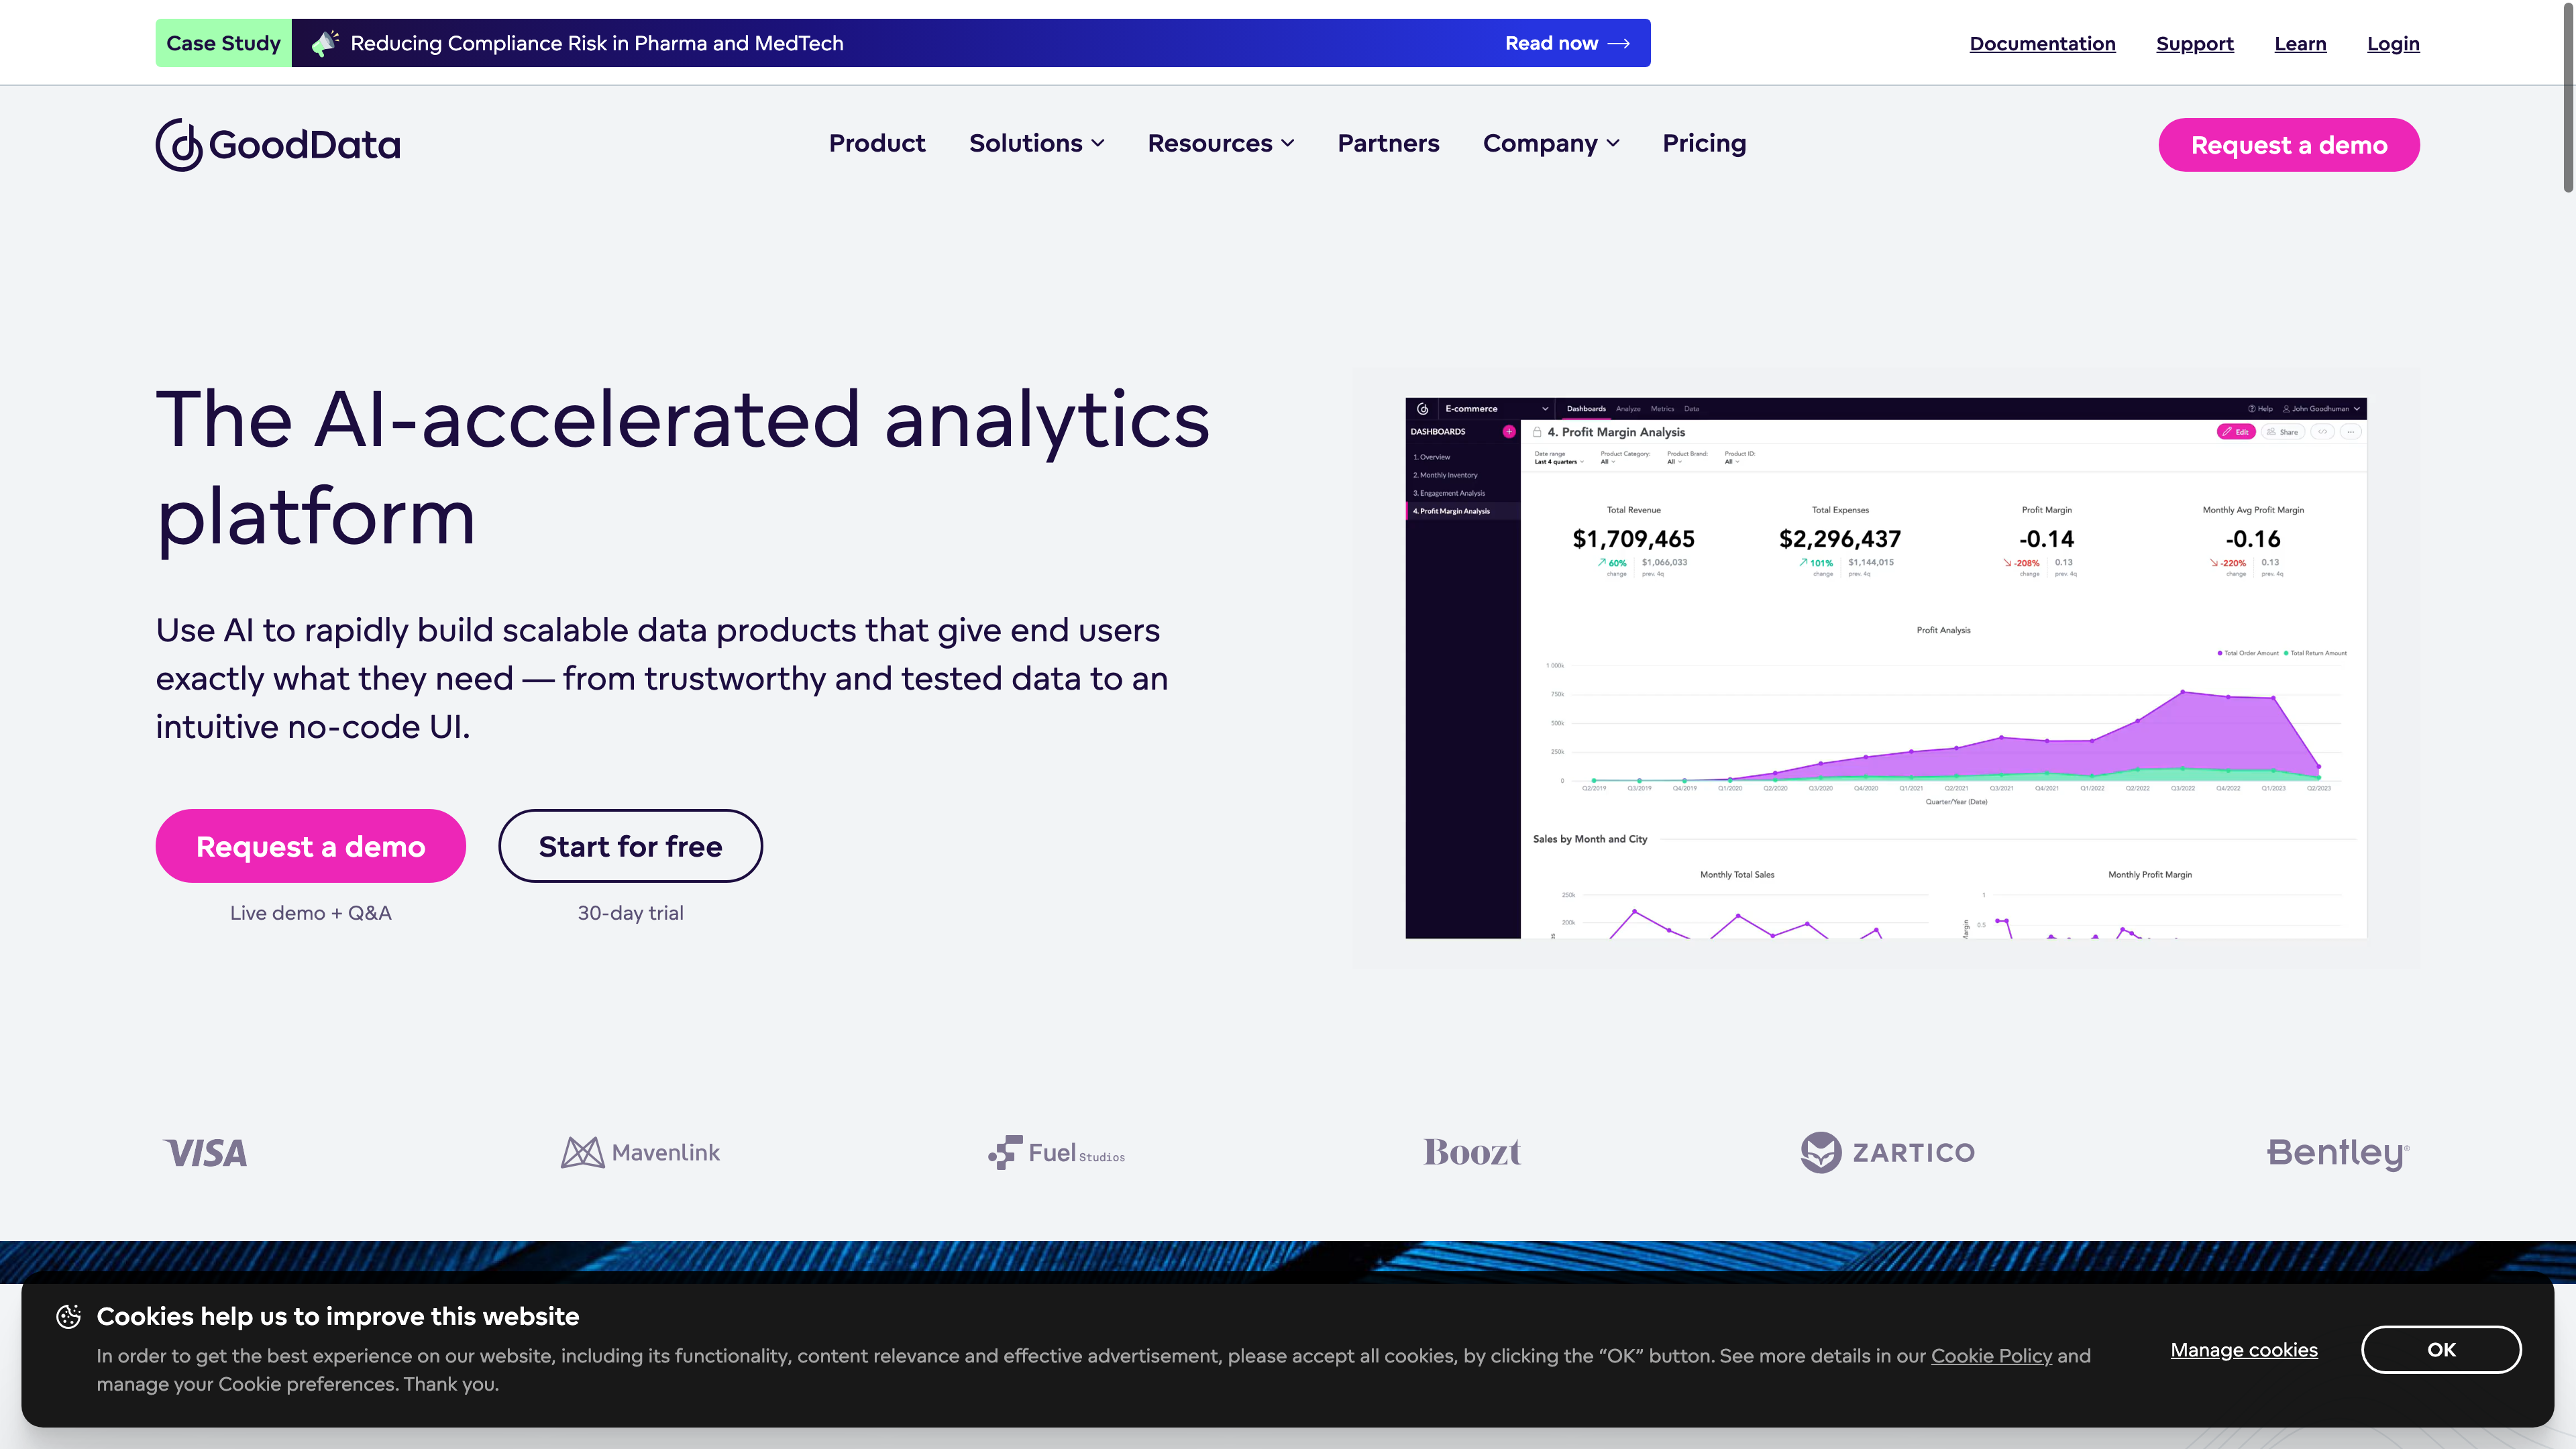 Case Study
Reducing Compliance Risk in Pharma and MedTech
Read now
Documentation
Support
Learn
Login
GoodData
Product
Solutions
Resources
Partners
Company
Pricing
Request a demo
The AI-accelerated analytics
platform
Use AI to rapidly build scalable data products that give end users
exactly what they need — from trustworthy and tested data to an
intuitive no-code UI.
Request a demo
Start for free
Live demo + Q&A
30-day trial
E-commerce
Dashboards Analyze Metrics Data
Help John Goodhuman
DASHBOARDS
1. Overview
2. Monthly Inventory
3. Engagement Analysis
4. Profit Margin Analysis
4. Profit Margin Analysis
Edit
Share
Date range Product Category: Product Brand: Product ID:
Last 4 quarters All All All
Total Revenue
$1,709,465
60% $1,066,033
change prev. 4q
Total Expenses
$2,296,437
101% $1,144,015
change prev. 4q
Profit Margin
-0.14
-208% 0.13
change prev. 4q
Monthly Avg Profit Margin
-0.16
-220% 0.13
change prev. 4q
Profit Analysis
Total Order Amount Total Return Amount
1 000k
750k
500k
250k
0
Q2/2019 Q3/2019 Q4/2019 Q1/2020 Q2/2020 Q3/2020 Q4/2020 Q1/2021 Q2/2021 Q3/2021 Q4/2021 Q1/2022 Q2/2022 Q3/2022 Q4/2022 Q1/2023 Q2/2023
Quarter/Year (Data)
Sales by Month and City
Monthly Total Sales
250k
200k
Monthly Profit Margin
1
0.5
VISA
Mavenlink
Fuel Studios
Boozt
ZARTICO
Bentley®
Cookies help us to improve this website
In order to get the best experience on our website, including its functionality, content relevance and effective advertisement, please accept all cookies, by clicking the “OK” button. See more details in our Cookie Policy and
manage your Cookie preferences. Thank you.
Manage cookies
OK